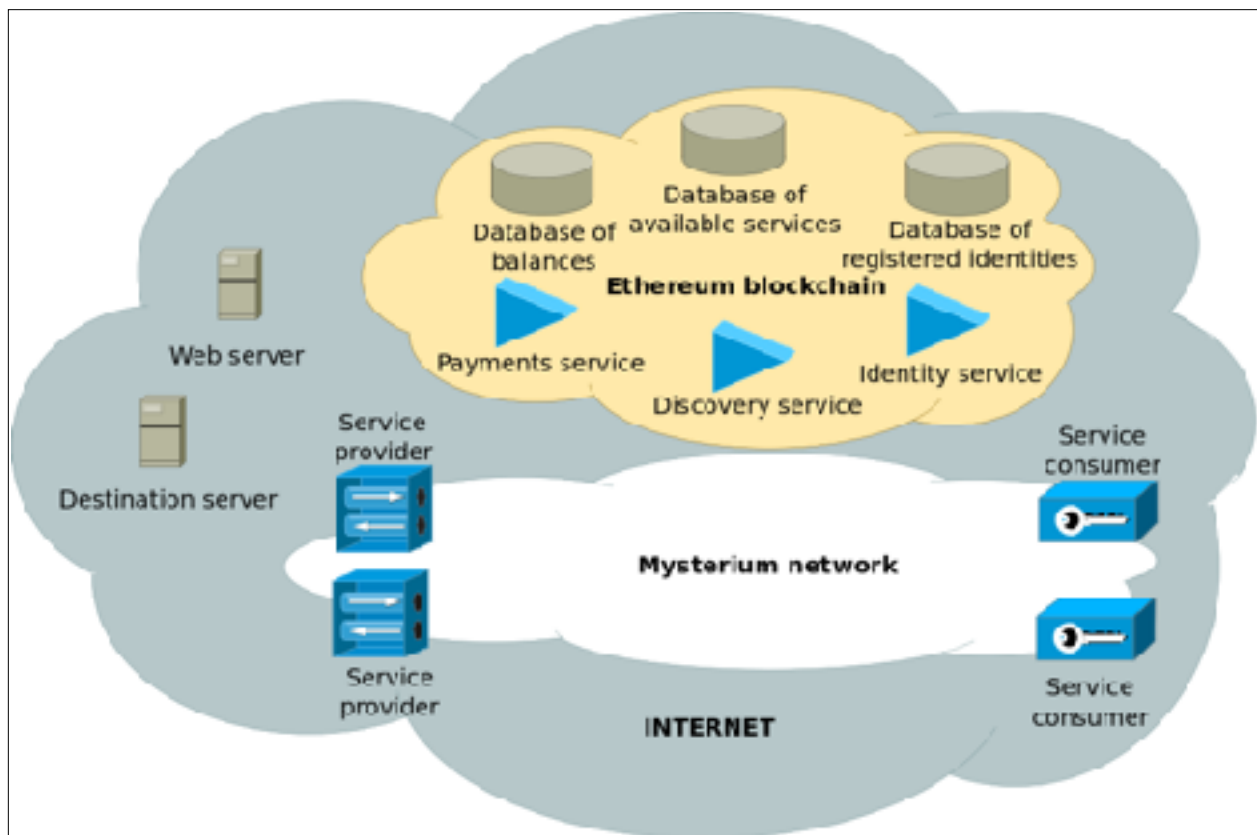 Database of
available services
Database of
balances
Database of
registered identities
Ethereum blockchain
Payments service
Discovery service
Identity service
Web server
Destination server
Service
provider
Service
consumer
Mysterium network
Service
provider
Service
consumer
INTERNET